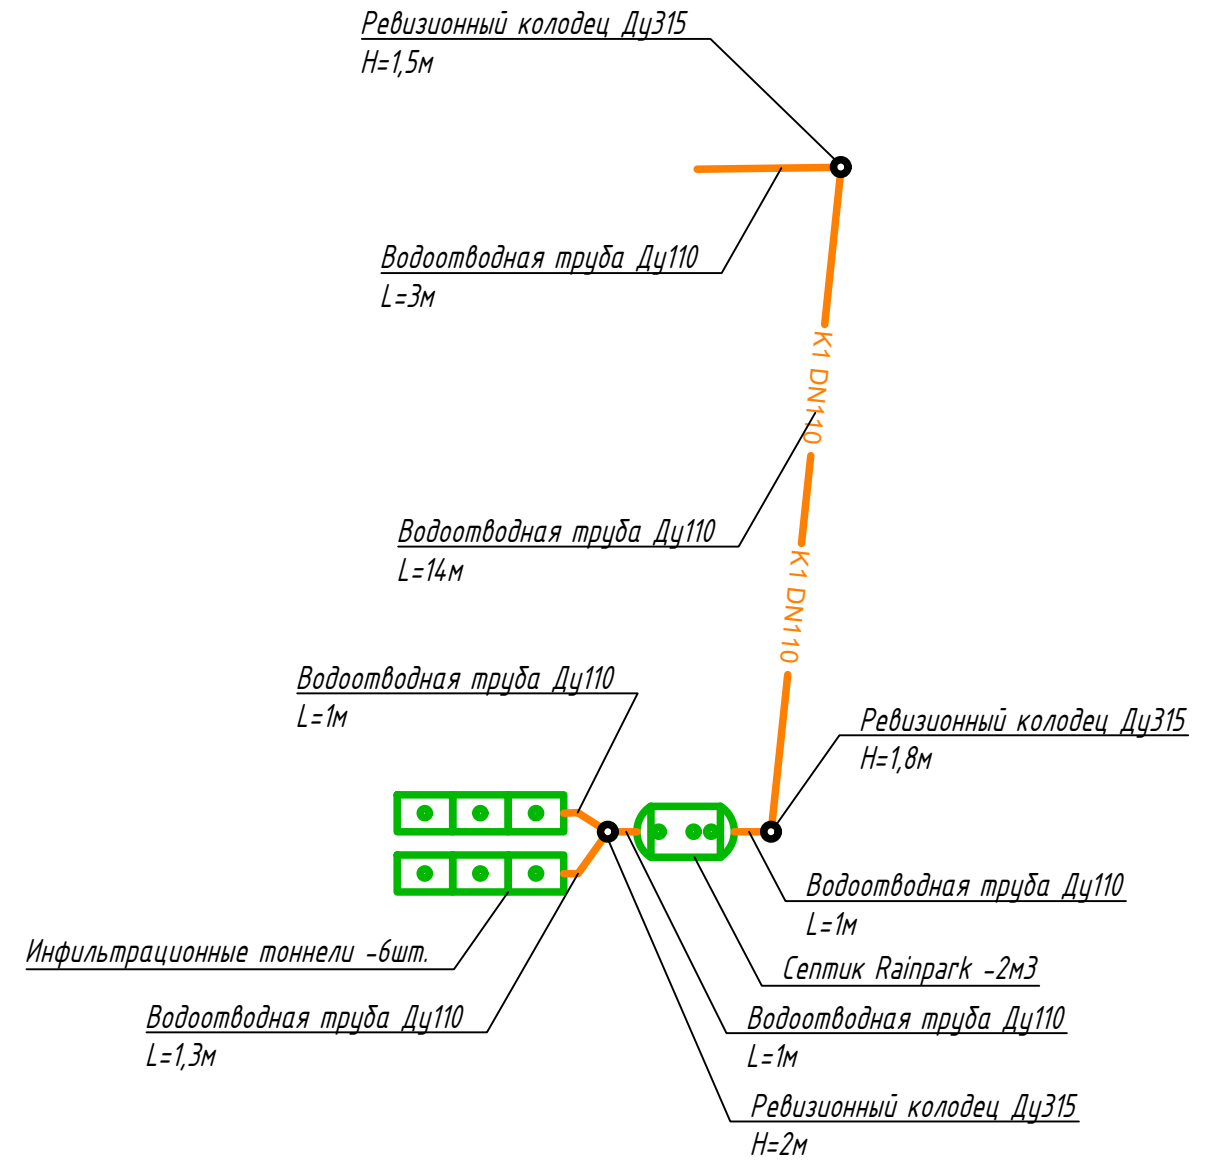 Ревизионный колодец Ду315
H=1,5м
Водоотводная труба Ду110
L=3м
K1 DN110
Водоотводная труба Ду110
L=14м
K1 DN110
Водоотводная труба Ду110
L=1м
Ревизионный колодец Ду315
H=1,8м
Водоотводная труба Ду110
L=1м
Инфильтрационные тоннели -6шт.
Септик Rainpark -2м3
Водоотводная труба Ду110
L=1,3м
Водоотводная труба Ду110
L=1м
Ревизионный колодец Ду315
H=2м